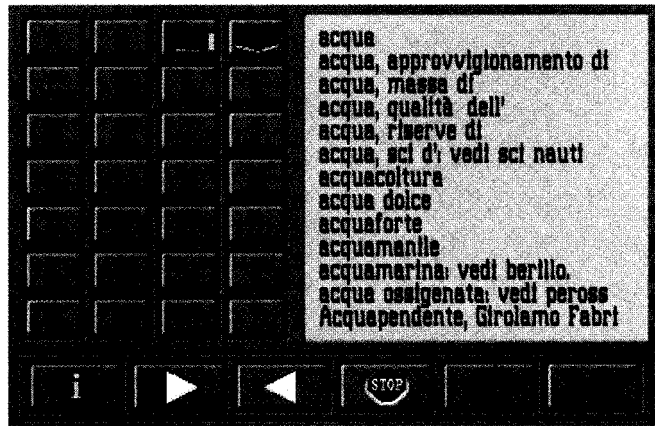 acqua
acqua, approvvigionamento di
acqua, massa di
acqua, qualità dell'
acqua, riserve di
acqua, sci d': vedi sci nauti
acquacoltura
acqua dolce
acquaforte
acquamanile
acquamarina: vedi berillo.
acqua ossigenata: vedi peross
Acquapendente, Girolamo Fabri
i
STOP